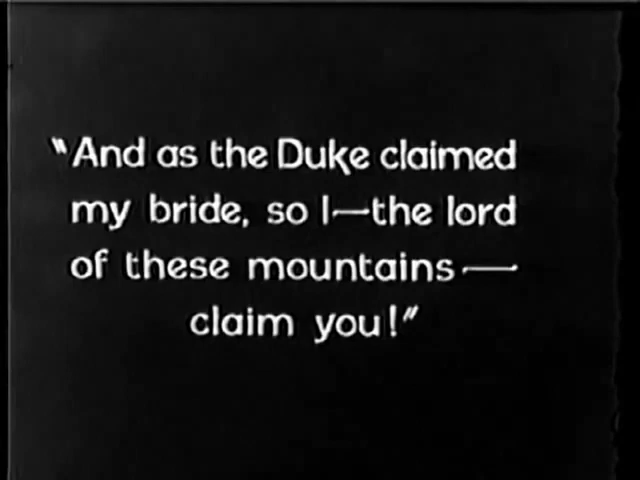 "And as the Duke claimed
my bride, so I—the lord
of these mountains—
claim you!"